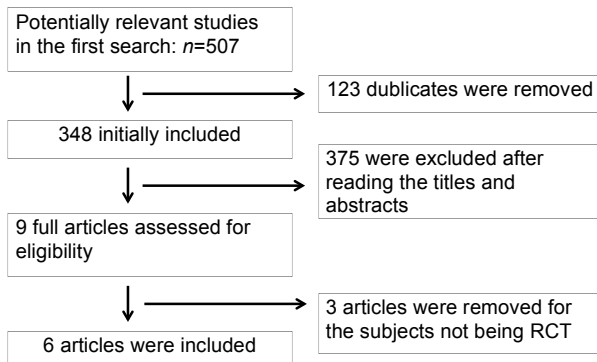 Potentially relevant studies
in the first search: n=507
123 dublicates were removed
348 initially included
375 were excluded after
reading the titles and
abstracts
9 full articles assessed for
eligibility
3 articles were removed for
the subjects not being RCT
6 articles were included